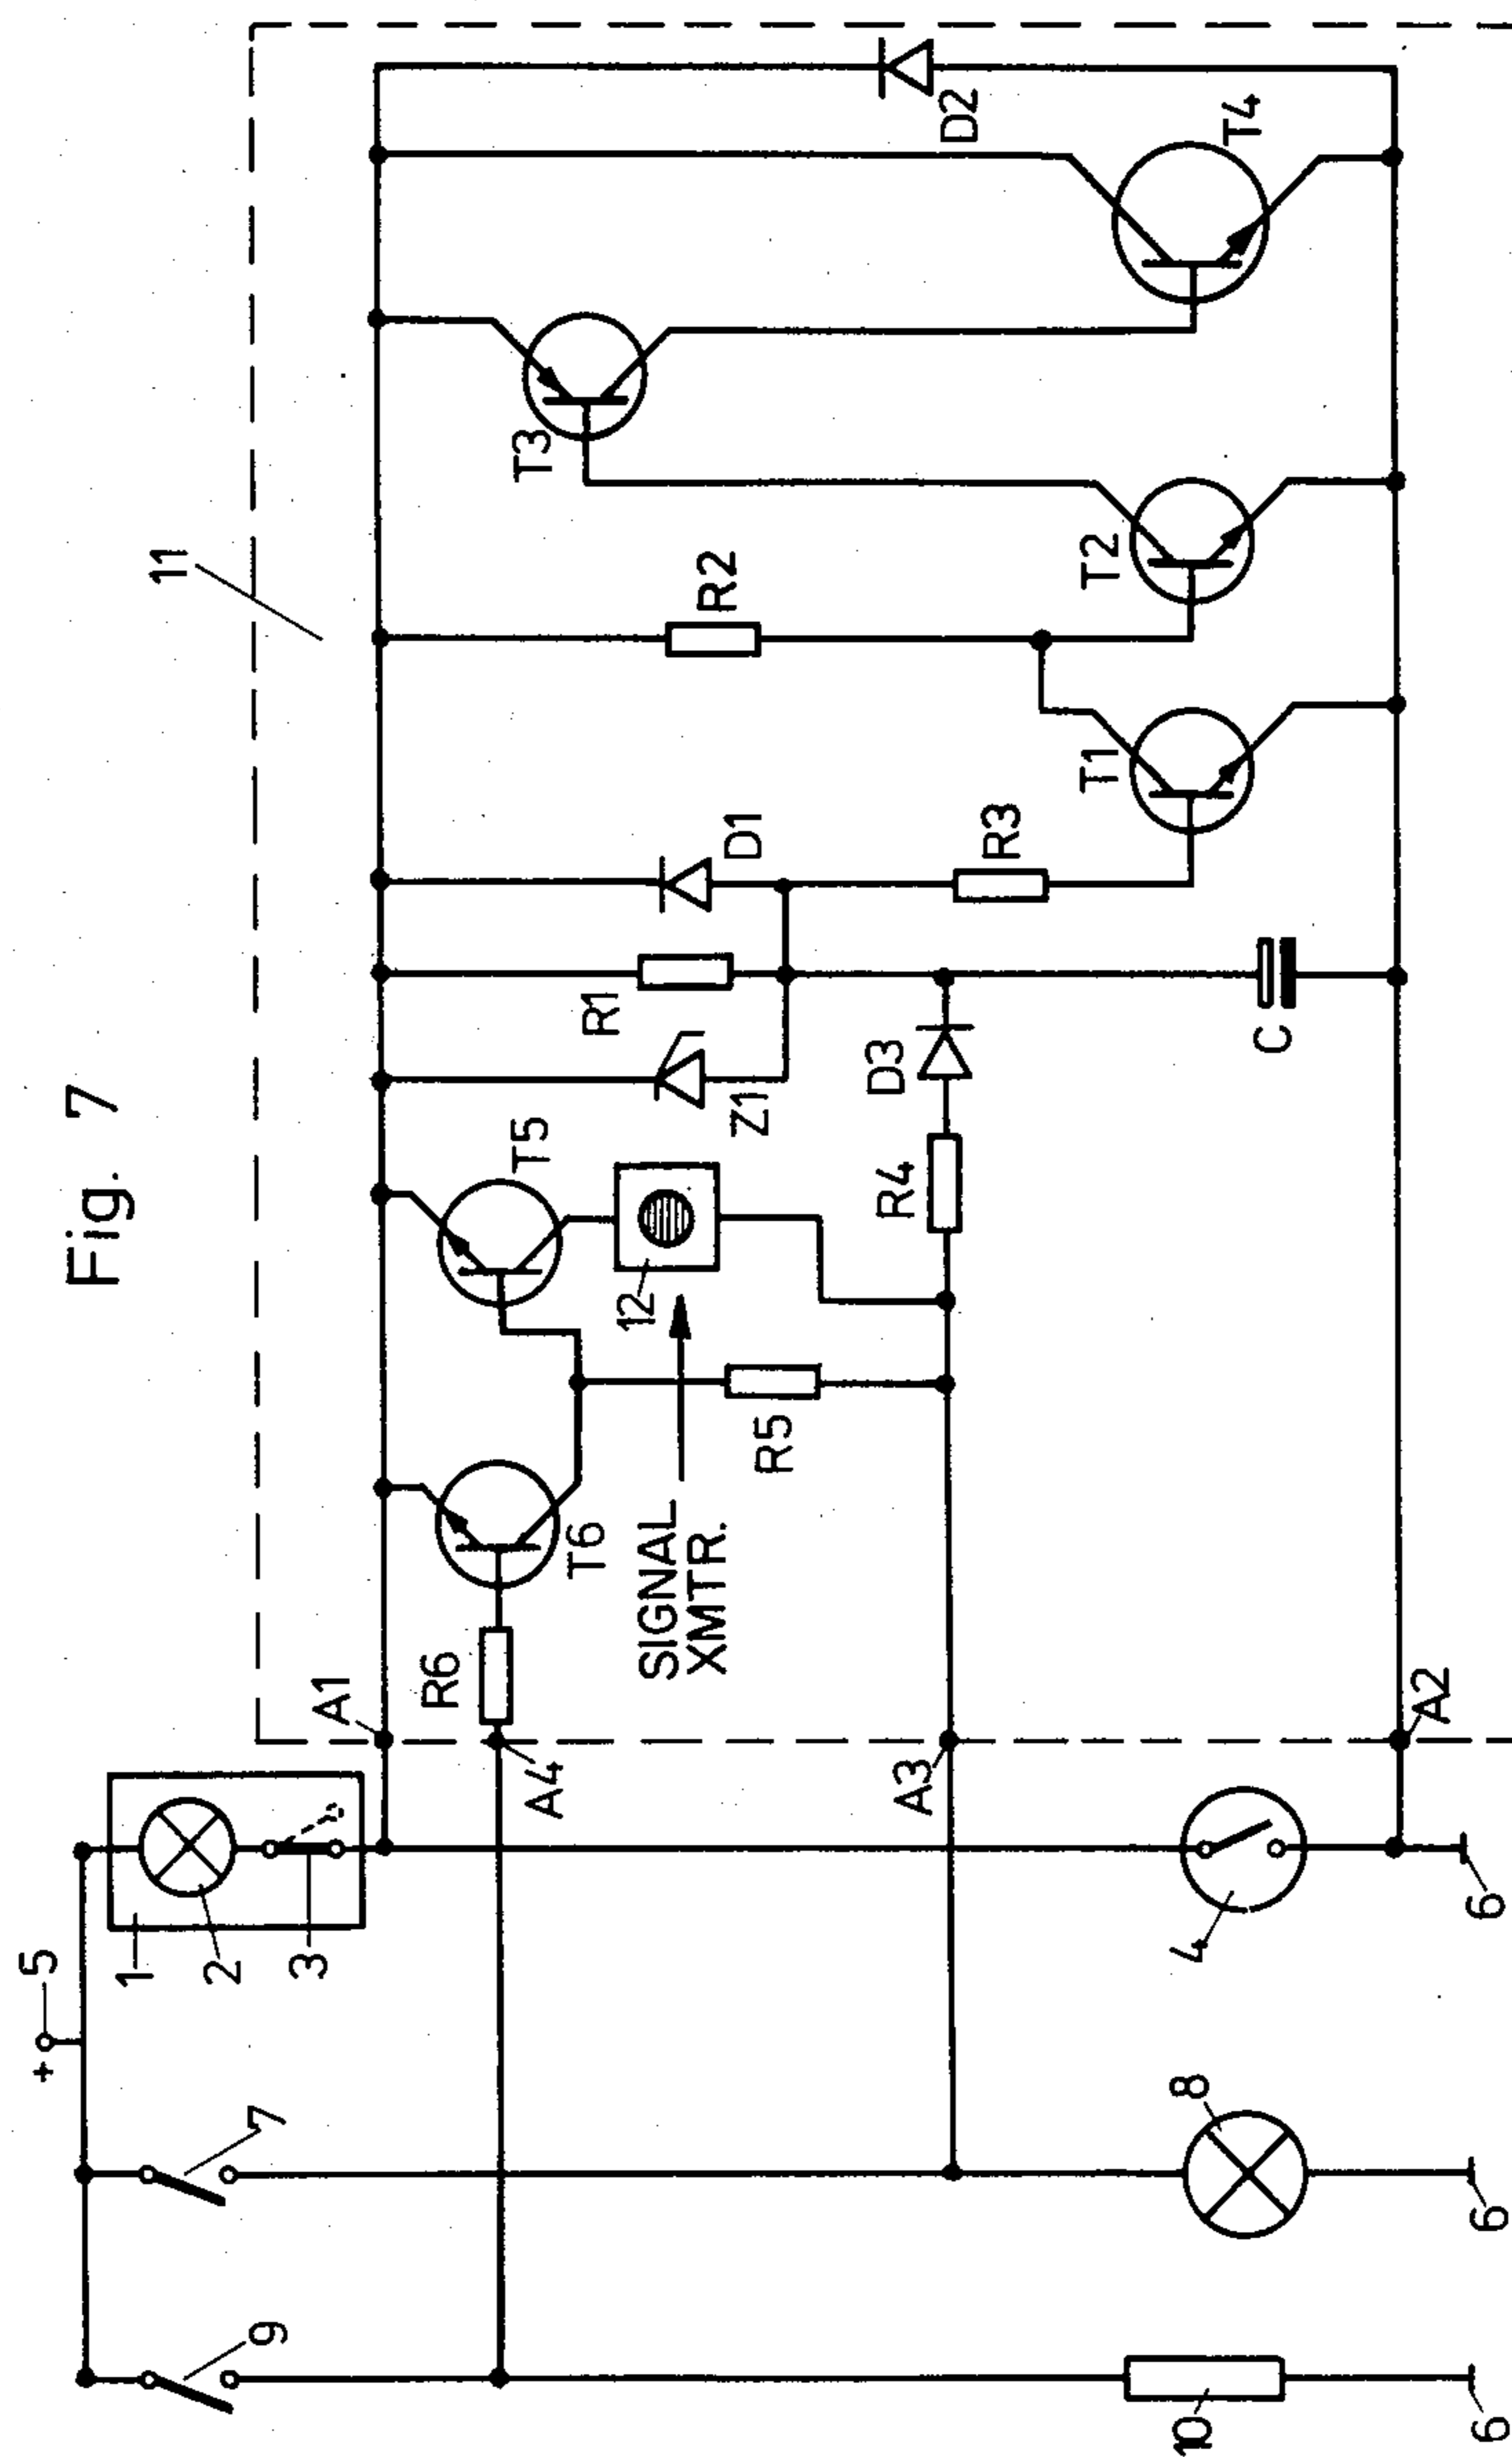 Fig. 7
11
5
+
7
9
1
2
3
A1
R6
A4
T6
T5
SIGNAL
XMTR.
12
R5
R4
D3
Z1
R1
D1
R3
R2
T1
T2
T3
T4
D2
C
A3
A2
4
8
10
6
6
6